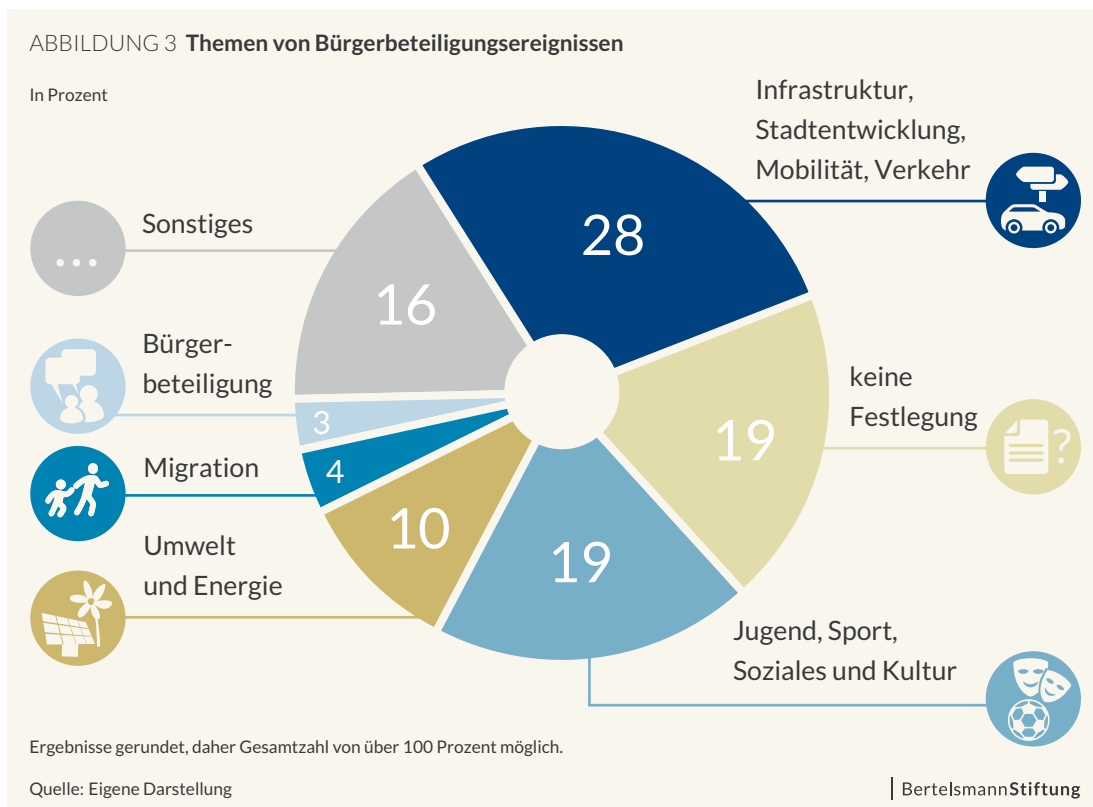 ABBILDUNG 3 Themen von Bürgerbeteiligungsereignissen
In Prozent
Infrastruktur,
Stadtentwicklung,
Mobilität, Verkehr
28
keine
Festlegung
19
?
Jugend, Sport,
Soziales und Kultur
19
Umwelt
und Energie
10
Migration
4
Bürger-
beteiligung
3
Sonstiges
...
16
Ergebnisse gerundet, daher Gesamtzahl von über 100 Prozent möglich.
Quelle: Eigene Darstellung
BertelsmannStiftung